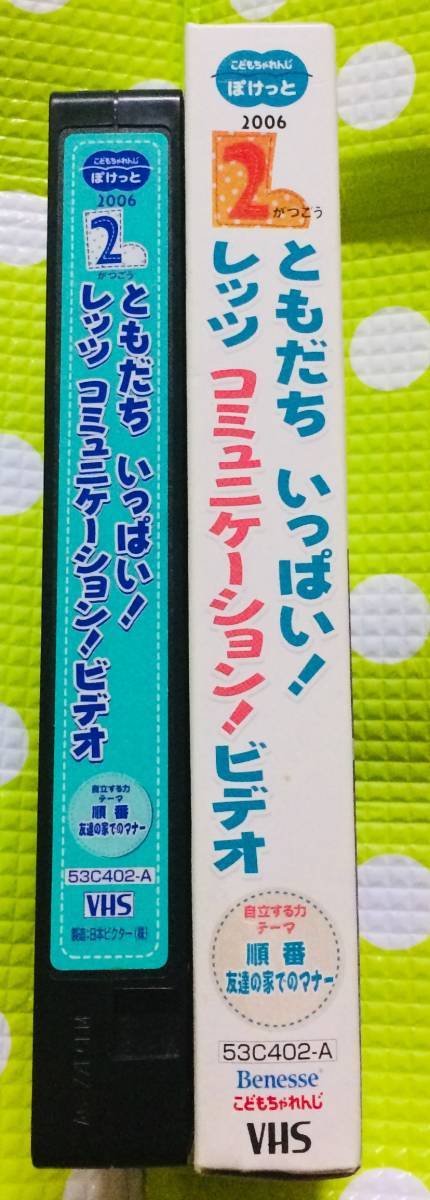 こどもちゃれんじ
ぽけっと
2006
2
がつごう
ともだち いっぱい!
レッツ コミュニケーション!ビデオ
自立する力
テーマ
順番
友達の家でのマナー
53C402-A
VHS
製造:日本ビクター(株)
こどもちゃれんじ
ぽけっと
2006
2
がつごう
ともだち いっぱい!
レッツ コミュニケーション!ビデオ
自立する力
テーマ
順番
友達の家でのマナー
53C402-A
Benesse
こどもちゃれんじ
VHS